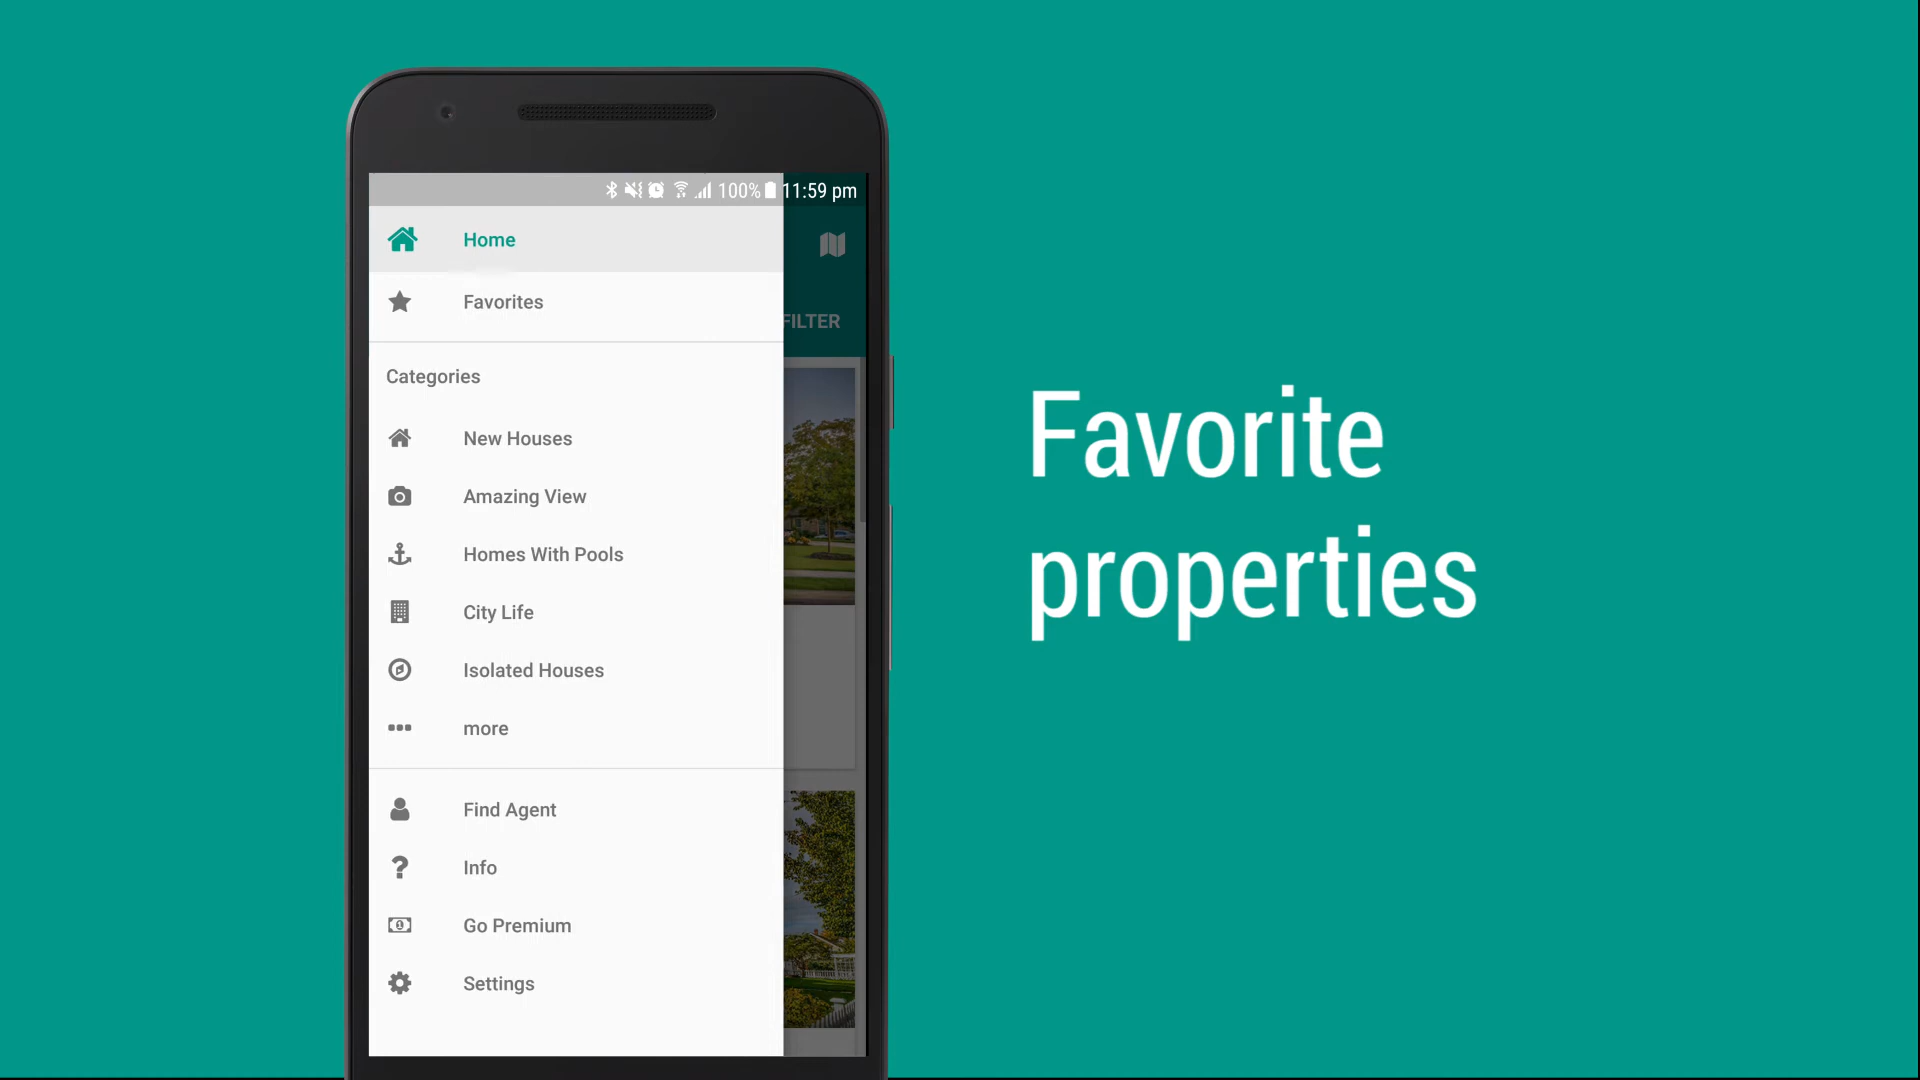 100% 11:59 pm
Home
Favorites
FILTER
Categories
New Houses
Amazing View
Homes With Pools
City Life
Isolated Houses
more
Find Agent
Info
Go Premium
Settings
Favorite
properties